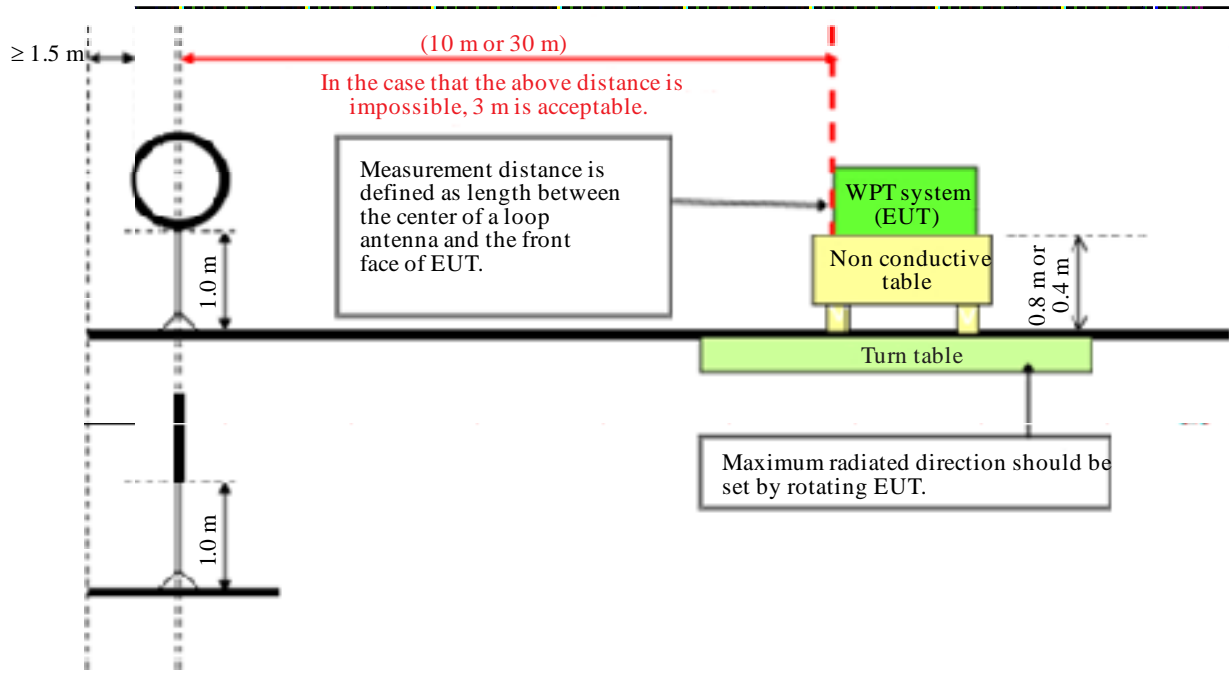 ≥ 1.5 m
(10 m or 30 m)
In the case that the above distance is
impossible, 3 m is acceptable.
Measurement distance is
defined as length between
the center of a loop
antenna and the front
face of EUT.
WPT system
(EUT)
Non conductive
table
1.0 m
0.8 m or
0.4 m
Turn table
Maximum radiated direction should be
set by rotating EUT.
1.0 m